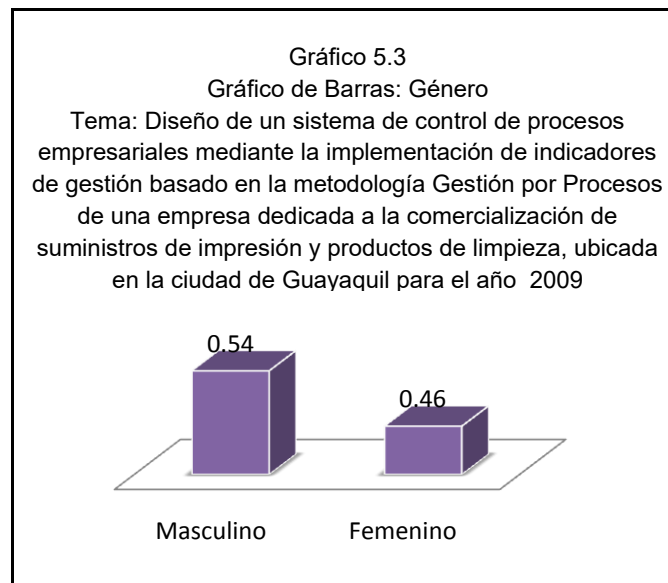 Gráfico 5.3
Gráfico de Barras: Género
Tema: Diseño de un sistema de control de procesos
empresariales mediante la implementación de indicadores
de gestión basado en la metodología Gestión por Procesos
de una empresa dedicada a la comercialización de
suministros de impresión y productos de limpieza, ubicada
en la ciudad de Guayaquil para el año 2009
0.54
0.46
Masculino Femenino